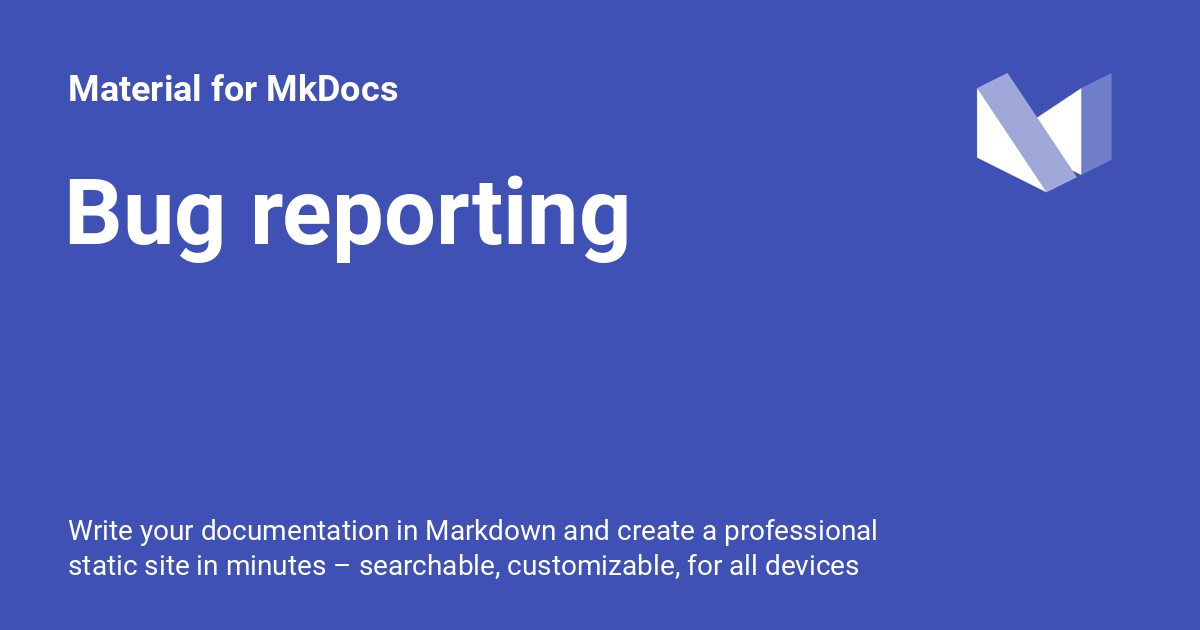 Material for MkDocs
Bug reporting
Write your documentation in Markdown and create a professional
static site in minutes – searchable, customizable, for all devices